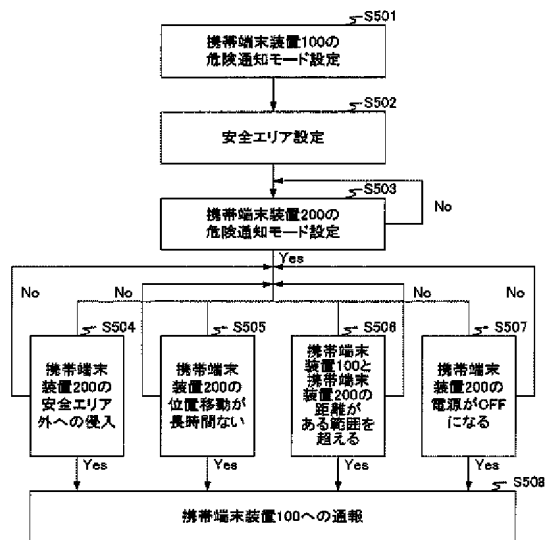 S501
携帯端末装置100の
危険通知モード設定
S502
安全エリア設定
S503
携帯端末装置200の
危険通知モード設定
No
Yes
No
No
No
No
S504
携帯端末
装置200の
安全エリア
外への侵入
S505
携帯端末
装置200の
位置移動が
長時間ない
S506
携帯端末
装置100と
携帯端末
装置200の
距離が
ある範囲を
超える
S507
携帯端末
装置200の
電源がOFF
になる
Yes
Yes
Yes
Yes
S508
携帯端末装置100への通報